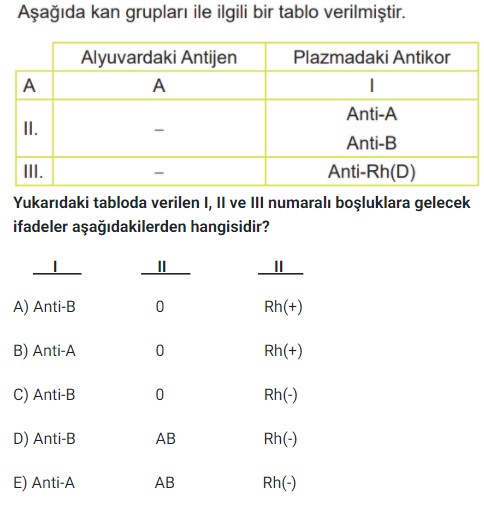 Aşağıda kan grupları ile ilgili bir tablo verilmiştir.
Alyuvardaki Antijen Plazmadaki Antikor
A A I
II. – Anti-A
Anti-B
III. – Anti-Rh(D)
Yukarıdaki tabloda verilen I, II ve III numaralı boşluklara gelecek
ifadeler aşağıdakilerden hangisidir?
I II II
A) Anti-B 0 Rh(+)
B) Anti-A 0 Rh(+)
C) Anti-B 0 Rh(-)
D) Anti-B AB Rh(-)
E) Anti-A AB Rh(-)